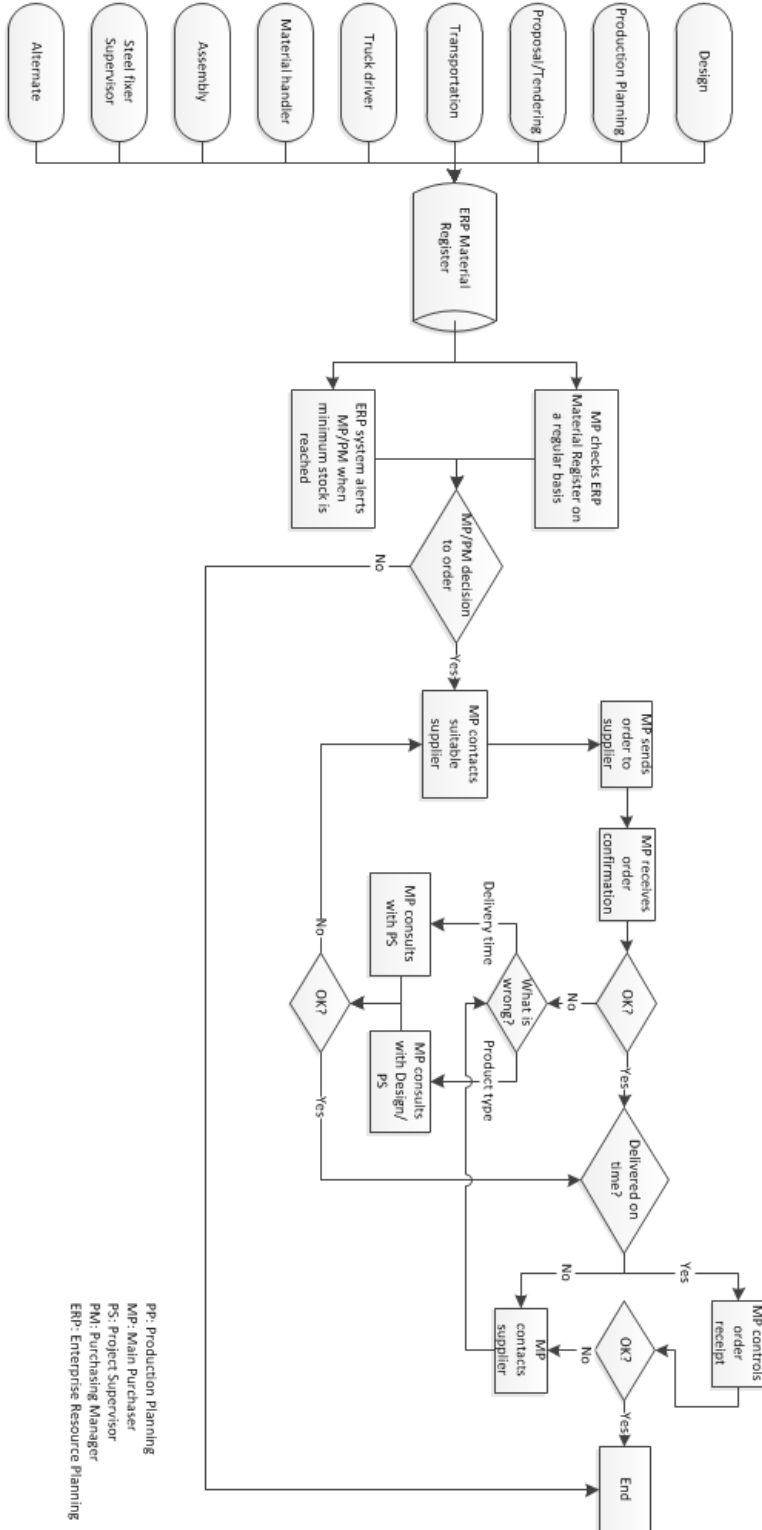 Design
Production Planning
Proposal/Tendering
Transportation
Truck driver
Material handler
Assembly
Steel fixer
Supervisor
Alternate
ERP Material
Register
MP checks ERP
Material Register on
a regular basis
ERP system alerts
MP/PM when
minimum stock is
reached
MP/PM decision
to order
No
Yes
MP contacts
suitable
supplier
MP sends
order to
supplier
MP receives
order
confirmation
OK?
No
Yes
What is
wrong?
Delivery time
Product type
MP consults
with PS
MP consults
with Design/
PS
OK?
No
Yes
Delivered on
time?
Yes
No
MP controls
order
receipt
OK?
No
Yes
MP
contacts
supplier
End
PP: Production Planning
MP: Main Purchaser
PS: Project Supervisor
PM: Purchasing Manager
ERP: Enterprise Resource Planning